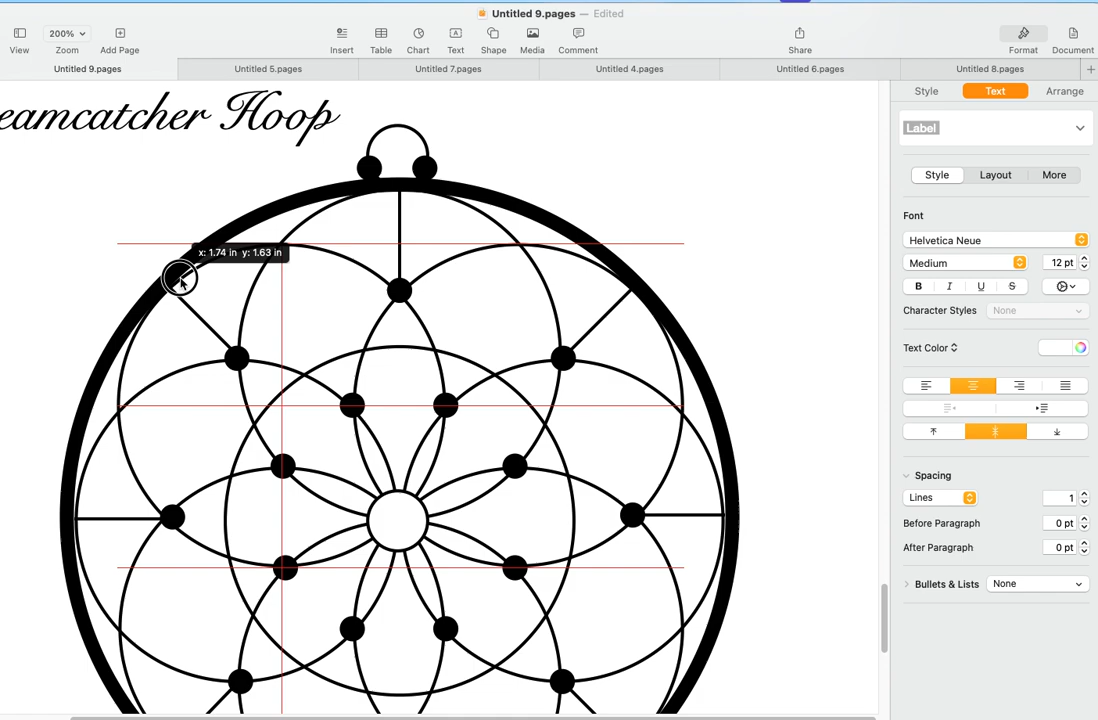 Untitled 9.pages — Edited
View
200%
Zoom
Add Page
Insert
Table
Chart
Text
Shape
Media
Comment
Share
Format
Document
Untitled 9.pages
Untitled 5.pages
Untitled 7.pages
Untitled 4.pages
Untitled 6.pages
Untitled 8.pages
eamcatcher Hoop
x: 1.74 in y: 1.63 in
Style
Text
Arrange
Label
Style
Layout
More
Font
Helvetica Neue
Medium
12 pt
B I U S
Character Styles
None
Text Color
Spacing
Lines
1
Before Paragraph
0 pt
After Paragraph
0 pt
Bullets & Lists
None